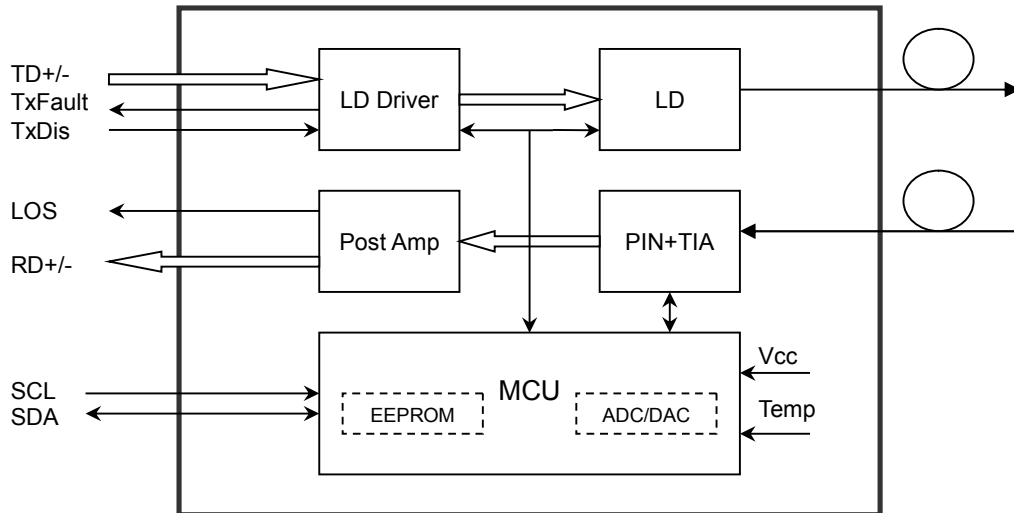 TD+/-
TxFault
TxDis
LD Driver
LD
LOS
RD+/-
Post Amp
PIN+TIA
SCL
SDA
MCU
EEPROM
ADC/DAC
Vcc
Temp